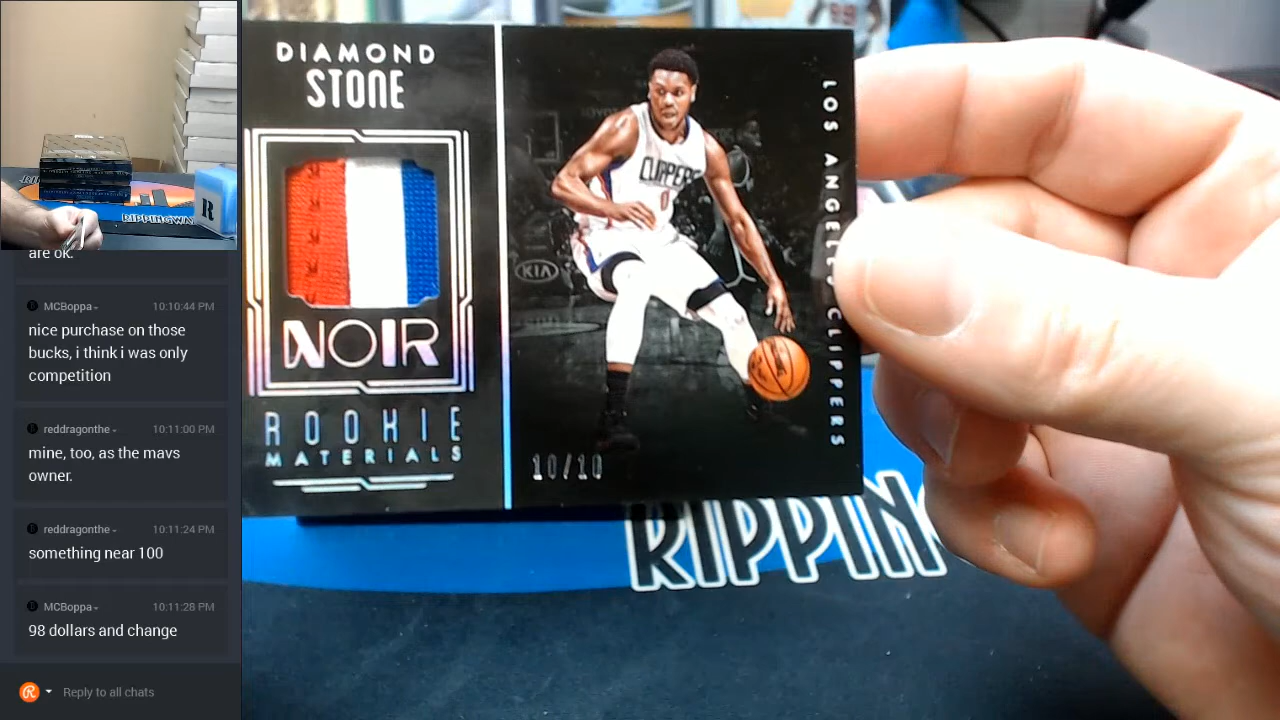 are ok.
MCBoppa
10:10:44 PM
nice purchase on those
bucks, i think i was only
competition
reddragonthe
10:11:00 PM
mine, too, as the mavs
owner.
reddragonthe
10:11:24 PM
something near 100
MCBoppa
10:11:28 PM
98 dollars and change
Reply to all chats
R
RIPPINGWA
DIAMOND
STONE
NOIR
ROOKIE
MATERIALS
CLIPPERS
0
KIA
10/10
LOS ANGELES CLIPPERS
RIPPIN